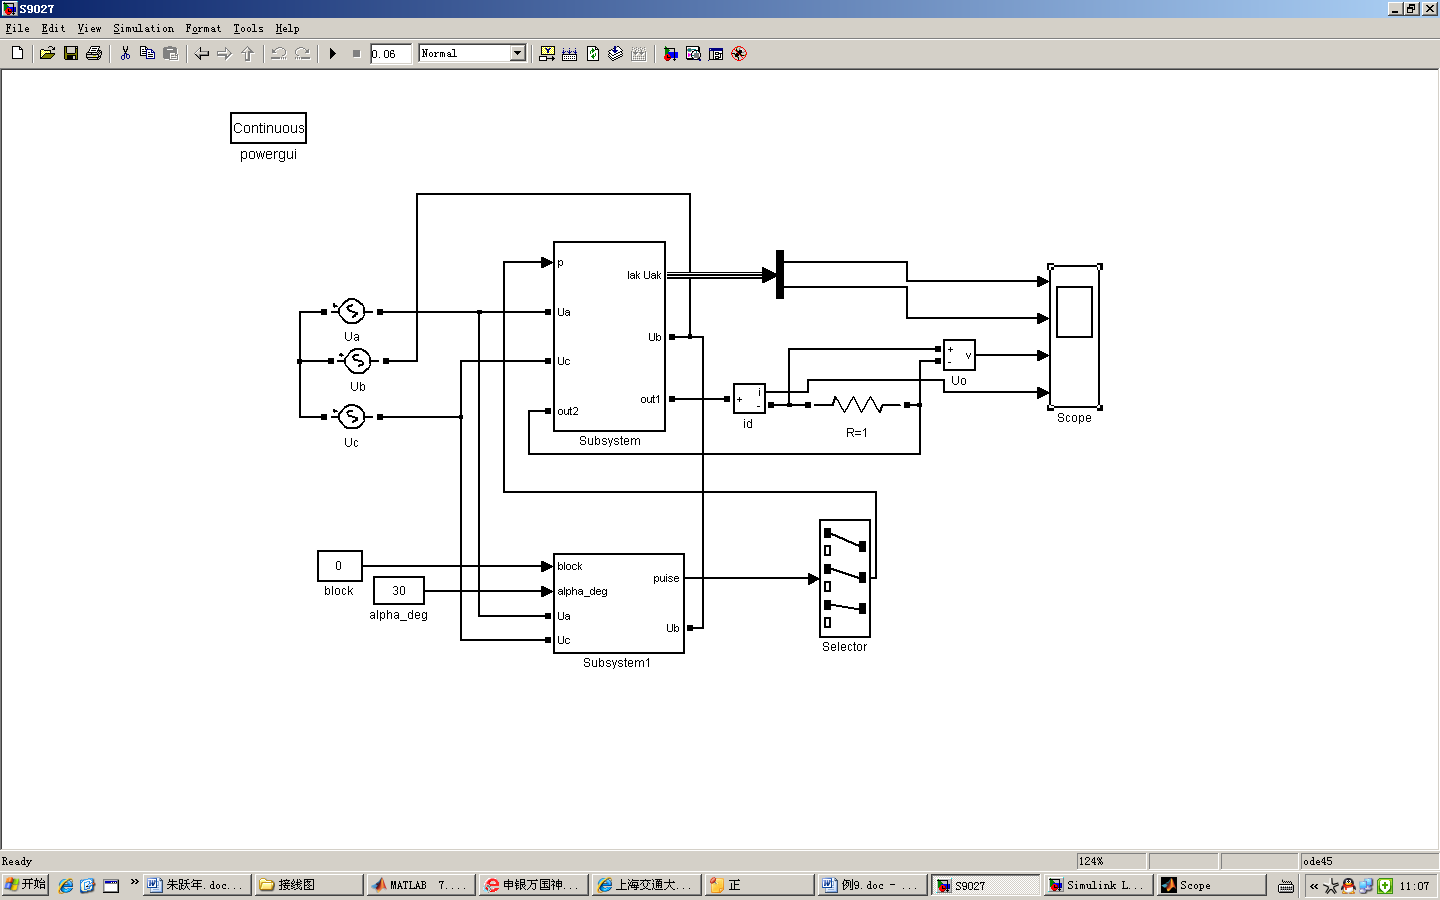 S9027
File Edit View Simulation Format Tools Help
0.06 Normal
Continuous
powergui
p
Iak Uak
Ua
Ua
Ub
Ub
Uc
+ v
-
Uo
out1
+ i
-
out2
Subsystem
id
R=1
Scope
Uc
0
block
30
alpha_deg
block
puise
alpha_deg
Ua
Ub
Uc
Subsystem1
Selector
Ready 124% ode45
开始 朱跃年.doc... 接线图 MATLAB 7.... 申银万国神... 上海交通大... 正 例9.doc - ... S9027 Simulink L... Scope 11:07